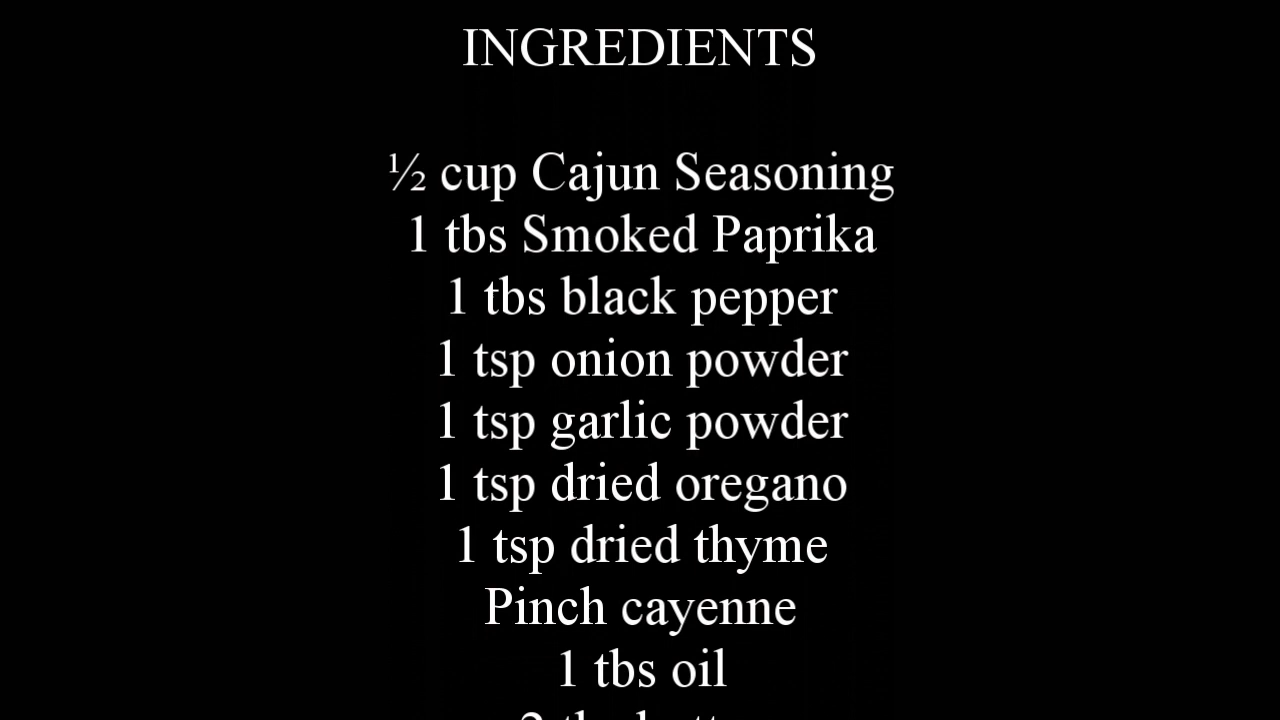 INGREDIENTS
½ cup Cajun Seasoning
1 tbs Smoked Paprika
1 tbs black pepper
1 tsp onion powder
1 tsp garlic powder
1 tsp dried oregano
1 tsp dried thyme
Pinch cayenne
1 tbs oil